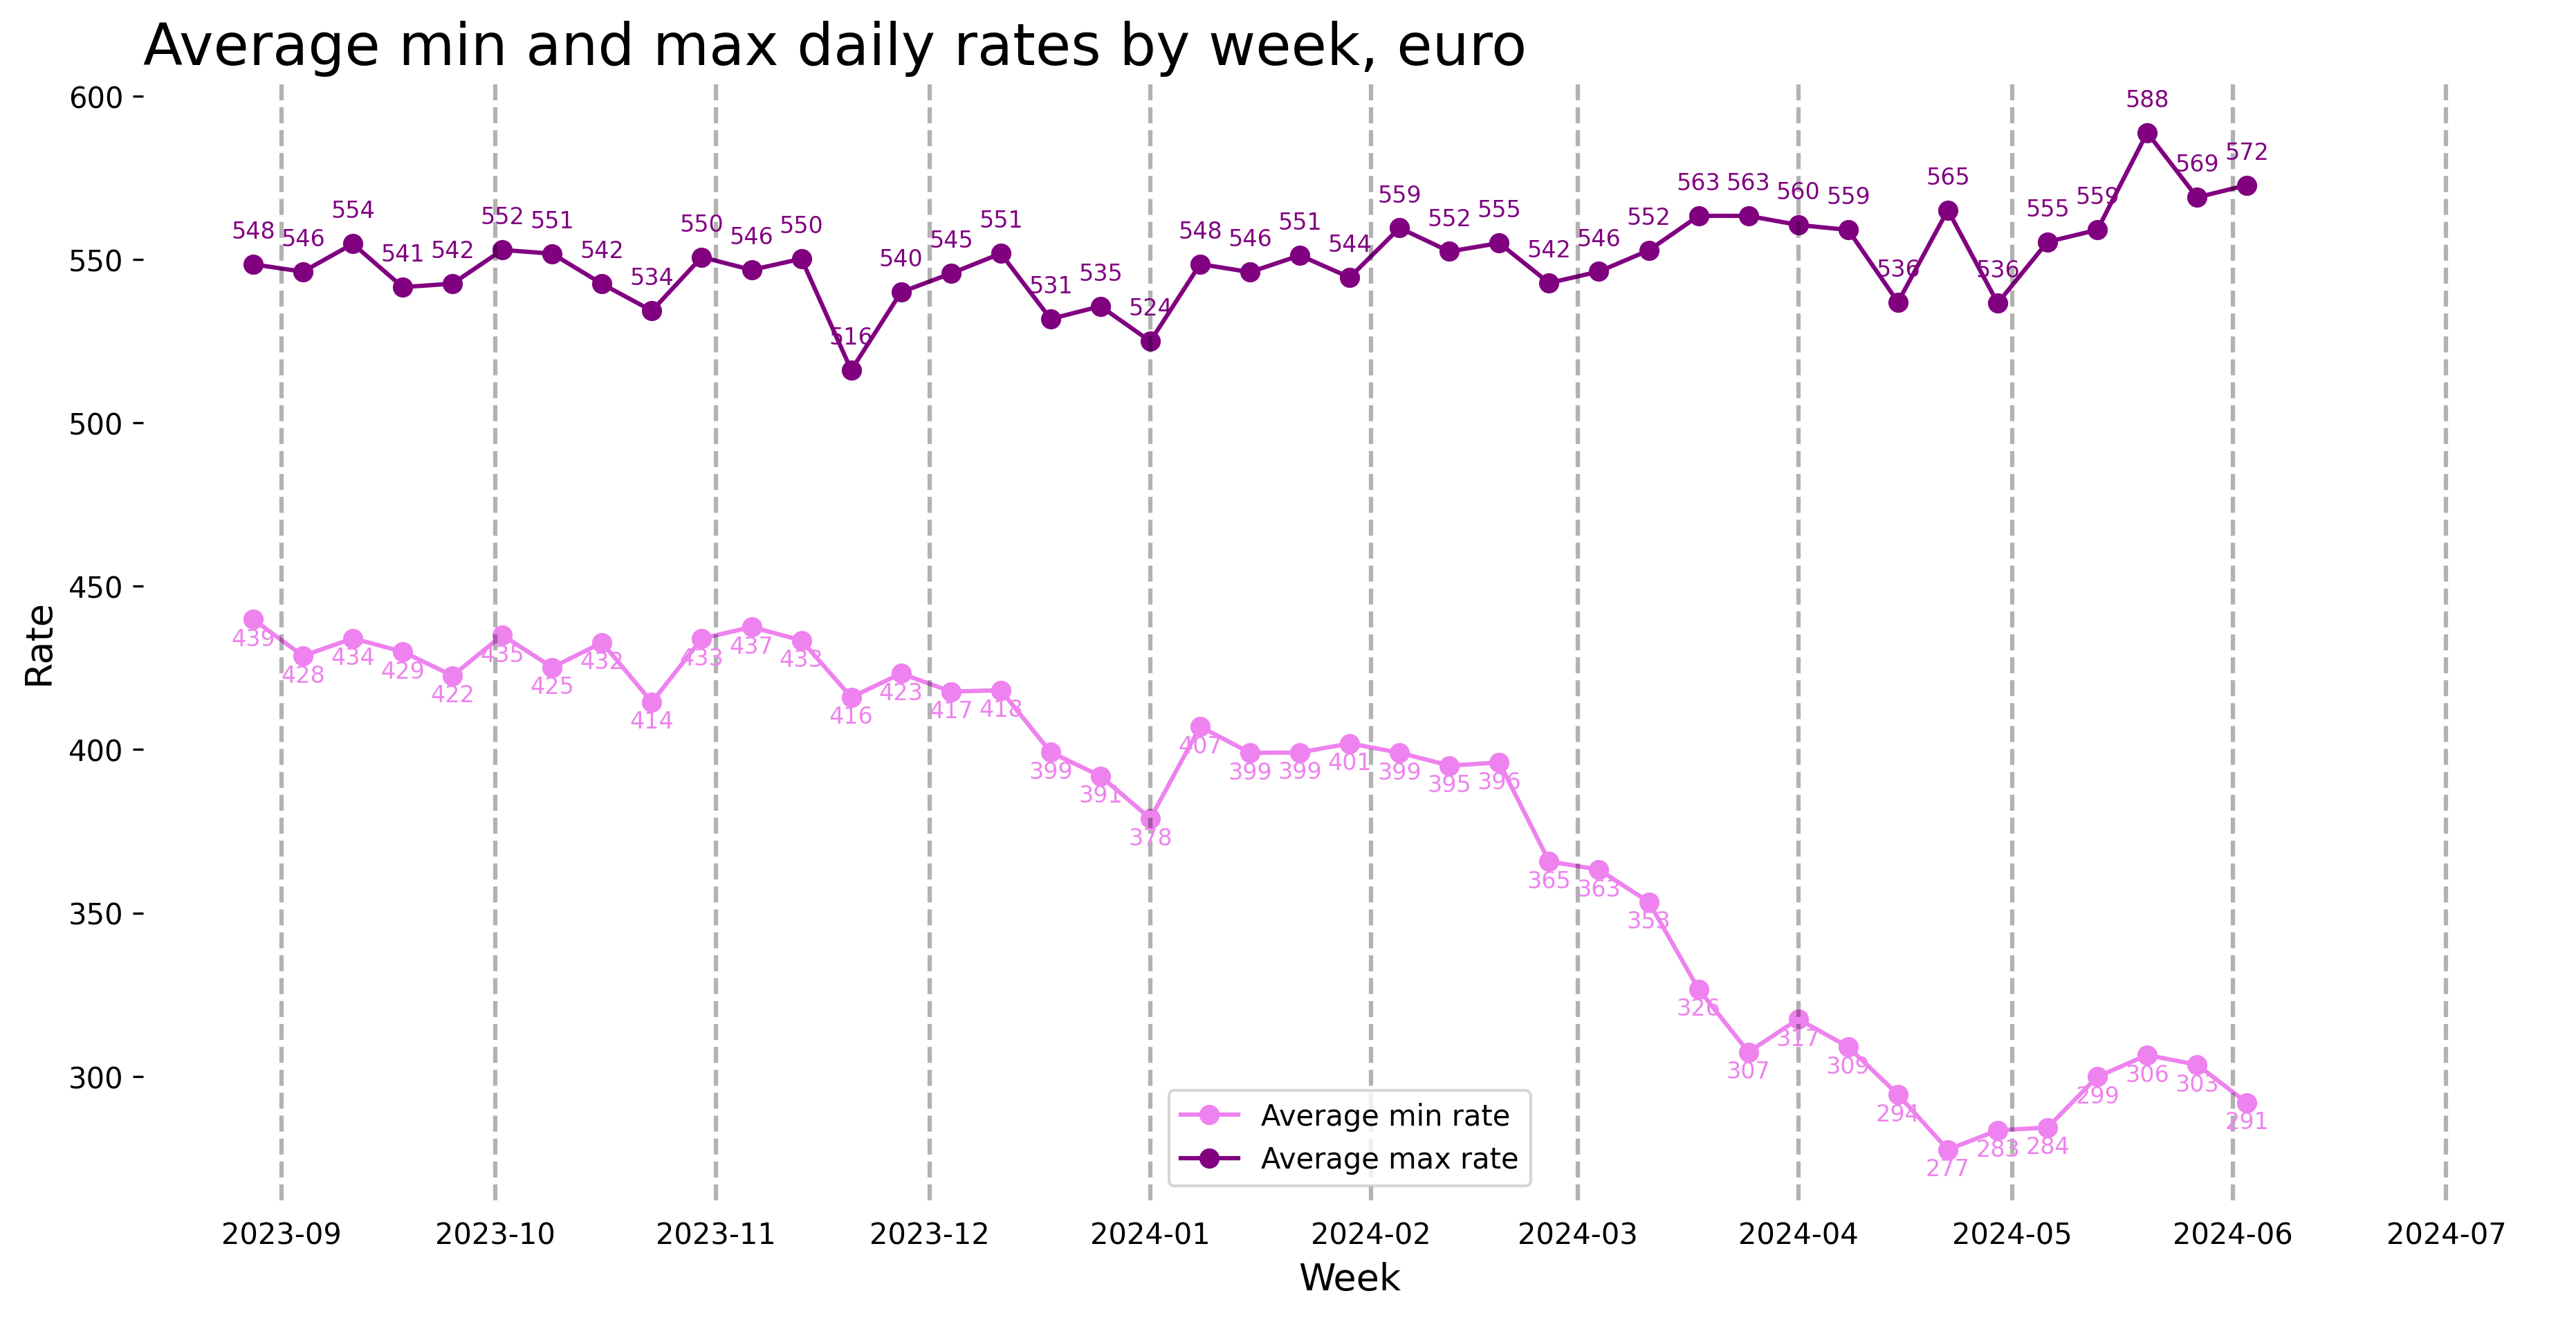 Average min and max daily rates by week, euro
600
550
500
450
400
350
300
Rate
548 546 554 541 542 552 551 542 534 550 546 550 516 540 545 551 531 535 524 548 546 551 544 559 552 555 542 546 552 563 563 560 559 536 565 536 555 559 588 569 572
439 428 434 429 422 435 425 432 414 433 437 433 416 423 417 418 399 391 378 407 399 399 401 399 395 396 365 363 353 326 307 317 309 294 277 283 284 299 306 303 291
Average min rate
Average max rate
2023-09 2023-10 2023-11 2023-12 2024-01 2024-02 2024-03 2024-04 2024-05 2024-06 2024-07
Week